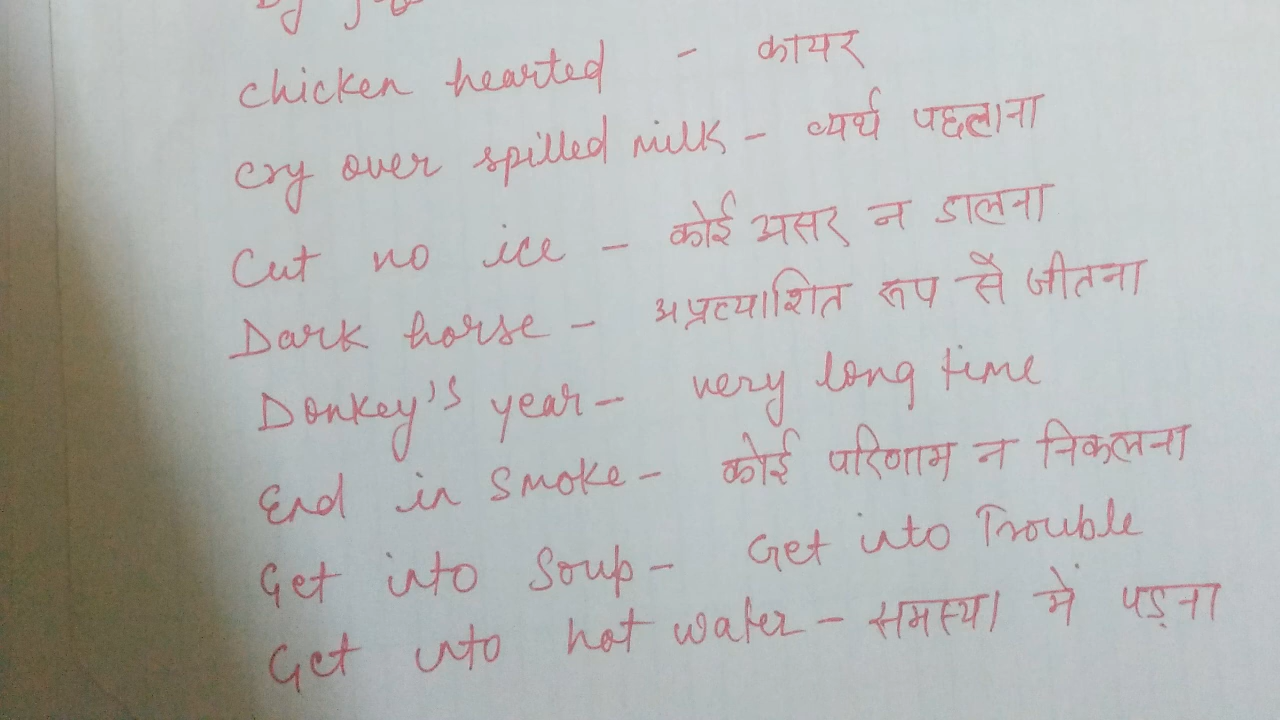 chicken hearted - कायर
cry over spilled milk - व्यर्थ पछताना
Cut no ice - कोई असर न डालना
Dark horse - अप्रत्याशित रूप से जीतना
Donkey's year - very long time
End in smoke - कोई परिणाम न निकलना
Get into Soup - Get into Trouble
Get into hot water - समस्या में पड़ना